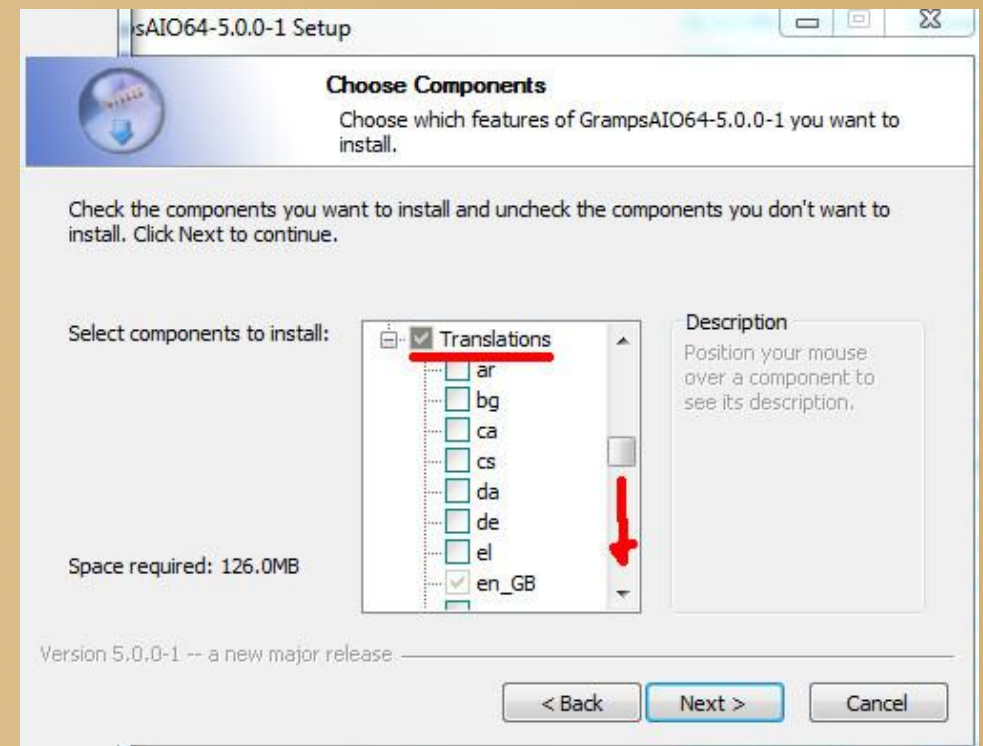 sAIO64-5.0.0-1 Setup
Choose Components
Choose which features of GrampsAIO64-5.0.0-1 you want to
install.
Check the components you want to install and uncheck the components you don't want to
install. Click Next to continue.
Select components to install:
Translations
ar
bg
ca
cs
da
de
el
en_GB
Space required: 126.0MB
Description
Position your mouse
over a component to
see its description.
Version 5.0.0-1 -- a new major release
< Back
Next >
Cancel